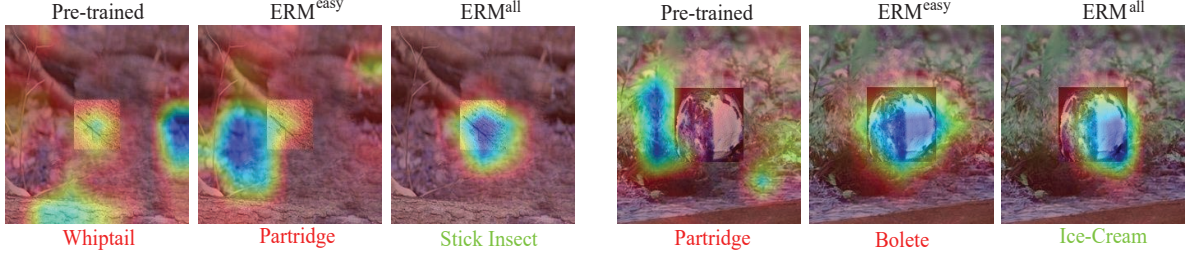 Pre-trained ERM^easy ERM^all Pre-trained ERM^easy ERM^all
Whiptail Partridge Stick Insect Partridge Bolete Ice-Cream